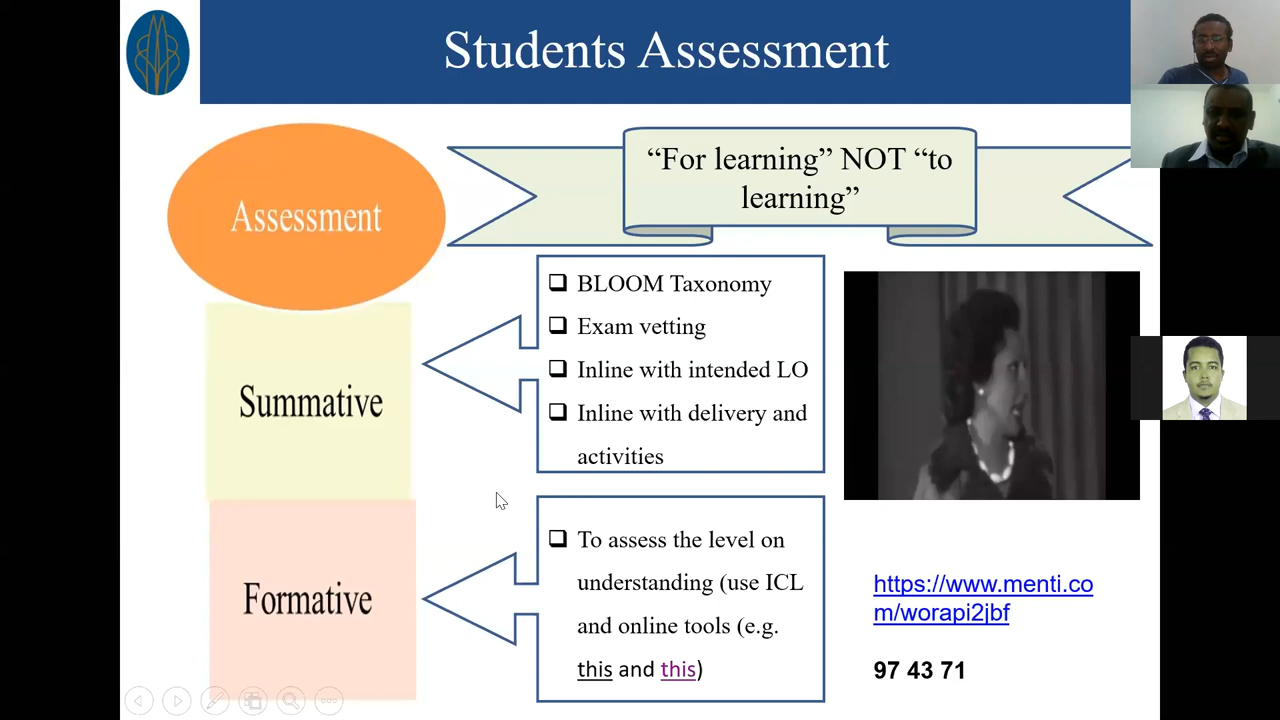 Students Assessment
“For learning” NOT “to
learning”
Assessment
Summative
Formative
❑ BLOOM Taxonomy
❑ Exam vetting
❑ Inline with intended LO
❑ Inline with delivery and
activities
❑ To assess the level on
understanding (use ICL
and online tools (e.g.
this and this)
https://www.menti.co
m/worapi2jbf
97 43 71